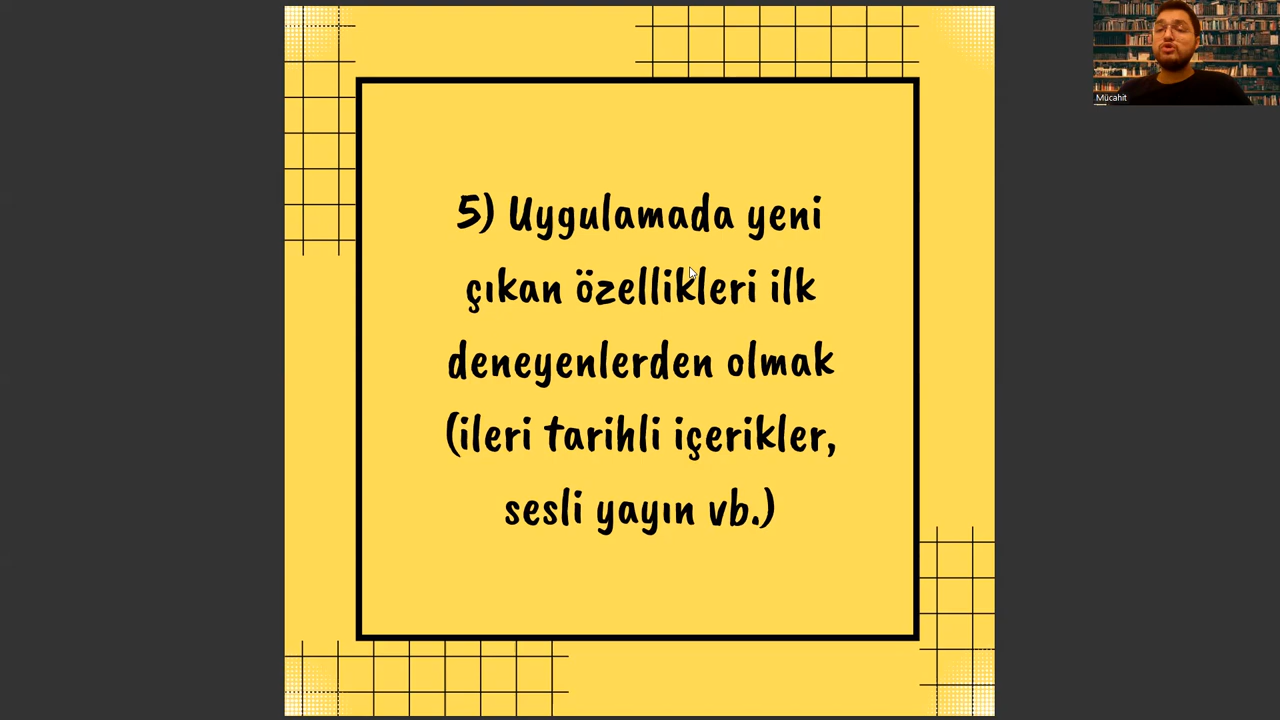 5) Uygulamada yeni
çıkan özellikleri ilk
deneyenlerden olmak
(ileri tarihli içerikler,
sesli yayın vb.)
Mücahit